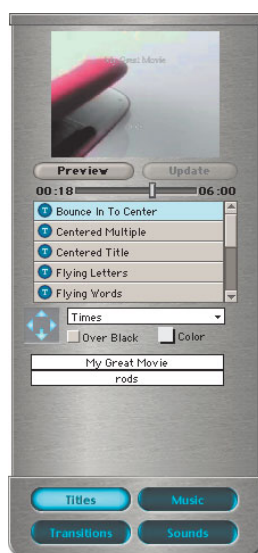 My Great Movie
Preview Update
00:18 06:00
T Bounce In To Center
T Centered Multiple
T Centered Title
T Flying Letters
T Flying Words
Times
Over Black Color
My Great Movie
rods
Titles Music
Transitions Sounds